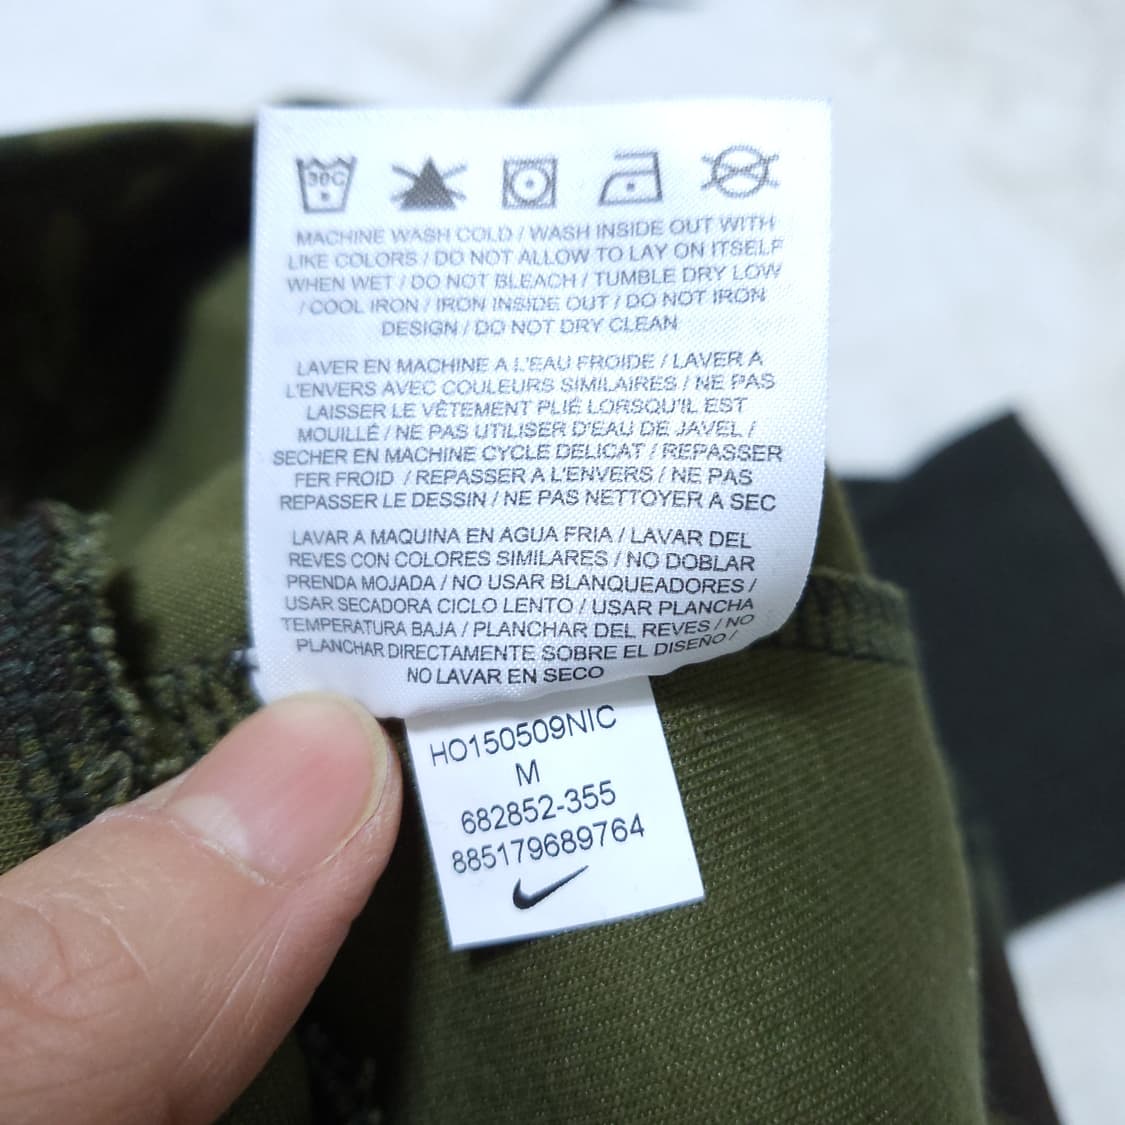 30C
MACHINE WASH COLD / WASH INSIDE OUT WITH
LIKE COLORS / DO NOT ALLOW TO LAY ON ITSELF
WHEN WET / DO NOT BLEACH / TUMBLE DRY LOW
/ COOL IRON / IRON INSIDE OUT / DO NOT IRON
DESIGN / DO NOT DRY CLEAN
LAVER EN MACHINE A L'EAU FROIDE / LAVER A
L'ENVERS AVEC COULEURS SIMILAIRES / NE PAS
LAISSER LE VÊTEMENT PLIÉ LORSQU'IL EST
MOUILLÉ / NE PAS UTILISER D'EAU DE JAVEL /
SECHER EN MACHINE CYCLE DELICAT / REPASSER
FER FROID / REPASSER A L'ENVERS / NE PAS
REPASSER LE DESSIN / NE PAS NETTOYER A SEC
LAVAR A MAQUINA EN AGUA FRIA / LAVAR DEL
REVES CON COLORES SIMILARES / NO DOBLAR
PRENDA MOJADA / NO USAR BLANQUEADORES /
USAR SECADORA CICLO LENTO / USAR PLANCHA
TEMPERATURA BAJA / PLANCHAR DEL REVES / NO
PLANCHAR DIRECTAMENTE SOBRE EL DISEÑO /
NO LAVAR EN SECO
HO150509NIC
M
682852-355
885179689764